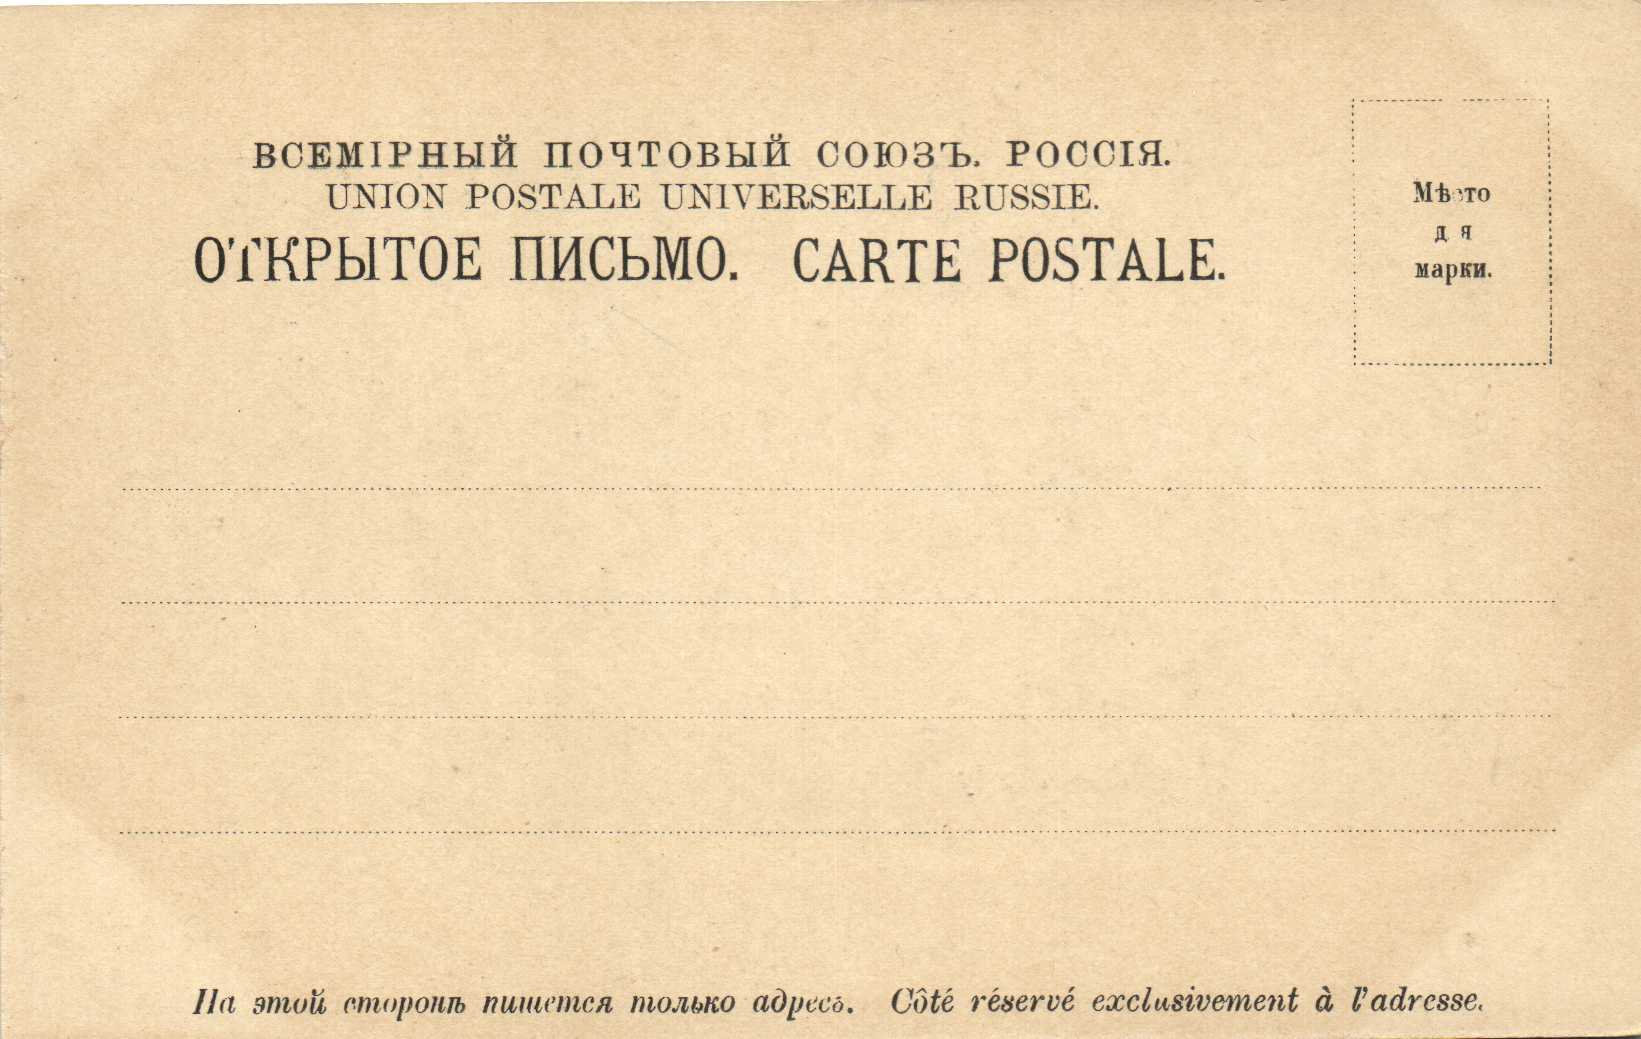 ВСЕМІРНЫЙ ПОЧТОВЫЙ СОЮЗЪ. РОССІЯ.
UNION POSTALE UNIVERSELLE RUSSIE.
ОТКРЫТОЕ ПИСЬМО. CARTE POSTALE.
Мѣсто
для
марки.
На этой сторонѣ пишется только адресъ. Côté réservé exclusivement à l'adresse.